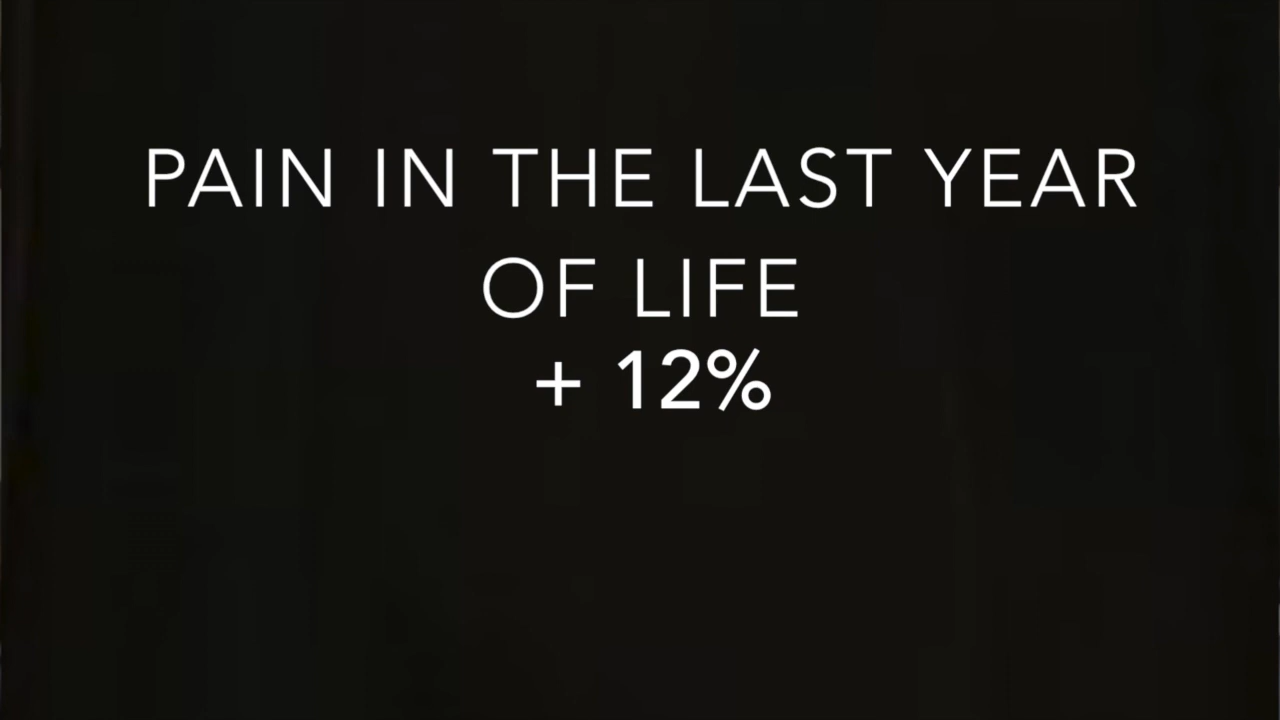 PAIN IN THE LAST YEAR
OF LIFE
+ 12%